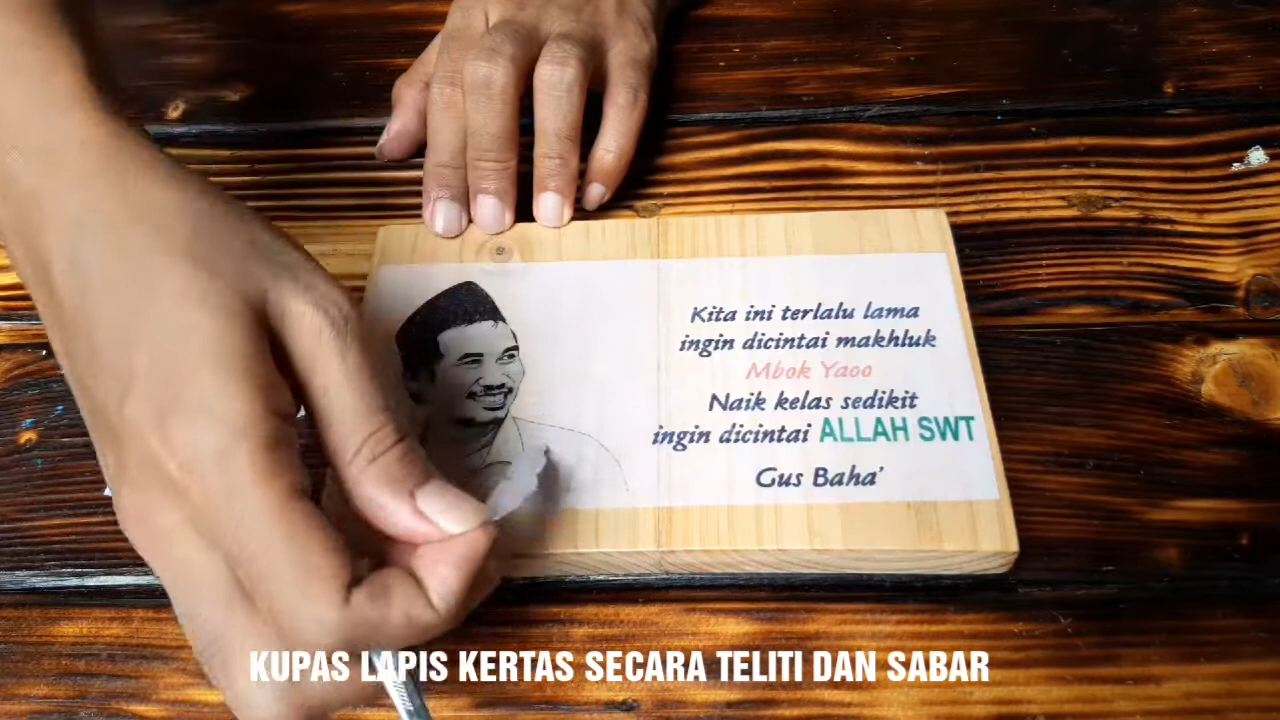 Kita ini terlalu lama
ingin dicintai makhluk
Mbok Yaoo
Naik kelas sedikit
ingin dicintai ALLAH SWT
Gus Baha'
KUPAS LAPIS KERTAS SECARA TELITI DAN SABAR